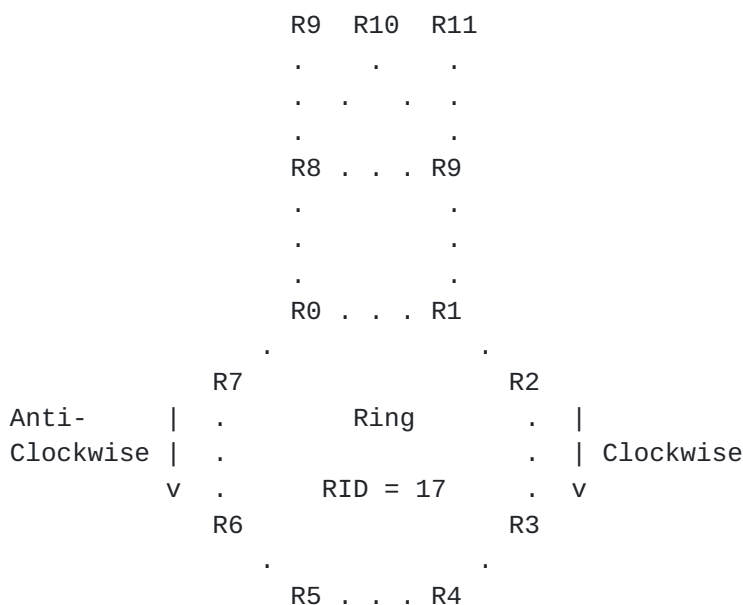 R9 R10 R11
R8 . . . R9
R0 . . . R1
R7 R2
Anti- | . Ring . |
Clockwise | . . | Clockwise
v . RID = 17 . v
R6 R3
R5 . . . R4